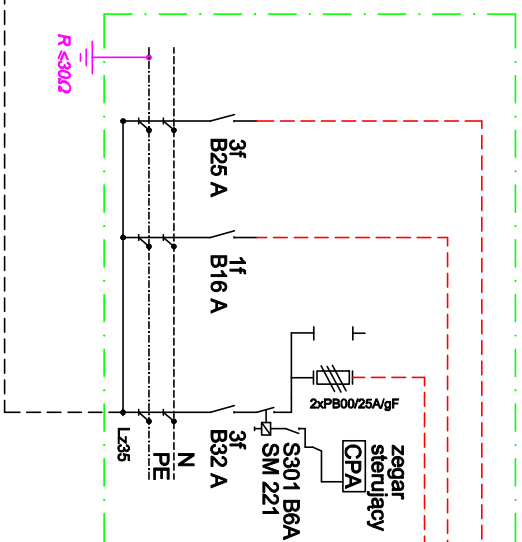 R ≤30Ω
3f
B25 A
1f
B16 A
2xPB00/25A/gF
zegar
sterujący
CPA
S301 B6A
SM 221
3f
B32 A
N
PE
Lz35